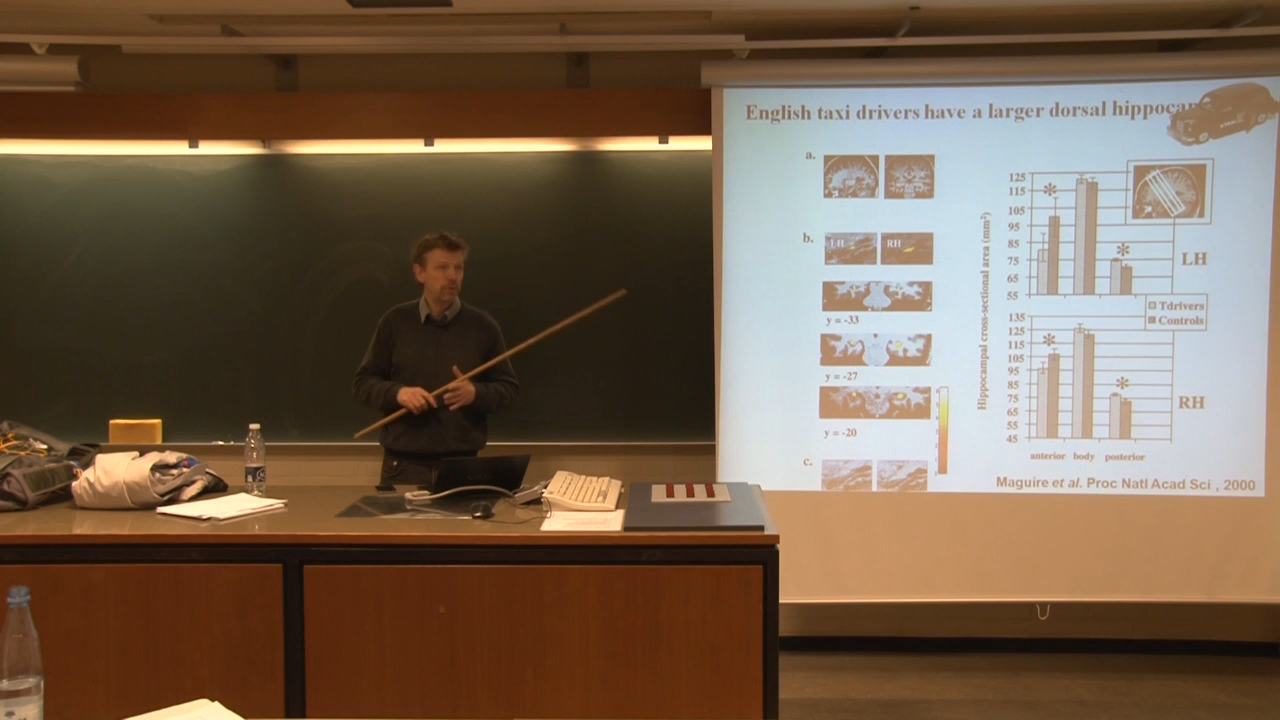 English taxi drivers have a larger dorsal hippocam
a.
b.
LH
RH
y = -33
y = -27
y = -20
c.
Hippocampal cross-sectional area (mm²)
125
115
105
95
85
75
65
55
LH
Tdrivers
Controls
135
125
115
105
95
85
75
65
55
45
RH
anterior body posterior
Maguire et al. Proc Natl Acad Sci , 2000